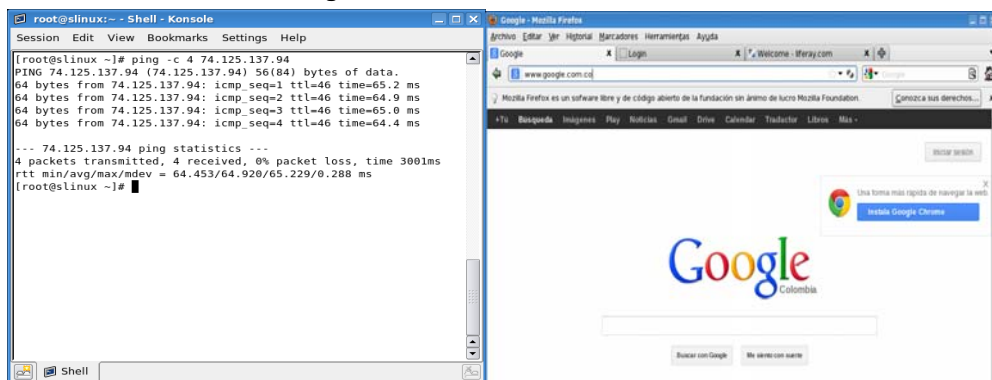 root@slinux:~ - Shell - Konsole
Session Edit View Bookmarks Settings Help
[root@slinux ~]# ping -c 4 74.125.137.94
PING 74.125.137.94 (74.125.137.94) 56(84) bytes of data.
64 bytes from 74.125.137.94: icmp_seq=1 ttl=46 time=65.2 ms
64 bytes from 74.125.137.94: icmp_seq=2 ttl=46 time=64.9 ms
64 bytes from 74.125.137.94: icmp_seq=3 ttl=46 time=65.0 ms
64 bytes from 74.125.137.94: icmp_seq=4 ttl=46 time=64.4 ms
--- 74.125.137.94 ping statistics ---
4 packets transmitted, 4 received, 0% packet loss, time 3001ms
rtt min/avg/max/mdev = 64.453/64.920/65.229/0.288 ms
[root@slinux ~]#
Shell
Google - Mozilla Firefox
Archivo Editar Ver Historial Marcadores Herramientas Ayuda
Google Login Welcome - liferay.com
www.google.com.co Google
Mozilla Firefox es un sofware libre y de código abierto de la fundación sin ánimo de lucro Mozilla Foundation. Conozca sus derechos...
+Tú Búsqueda Imágenes Play Noticias Gmail Drive Calendar Traductor Libros Más
Iniciar sesión
Una forma más rápida de navegar la web
Instala Google Chrome
Google
Colombia
Buscar con Google Me siento con suerte